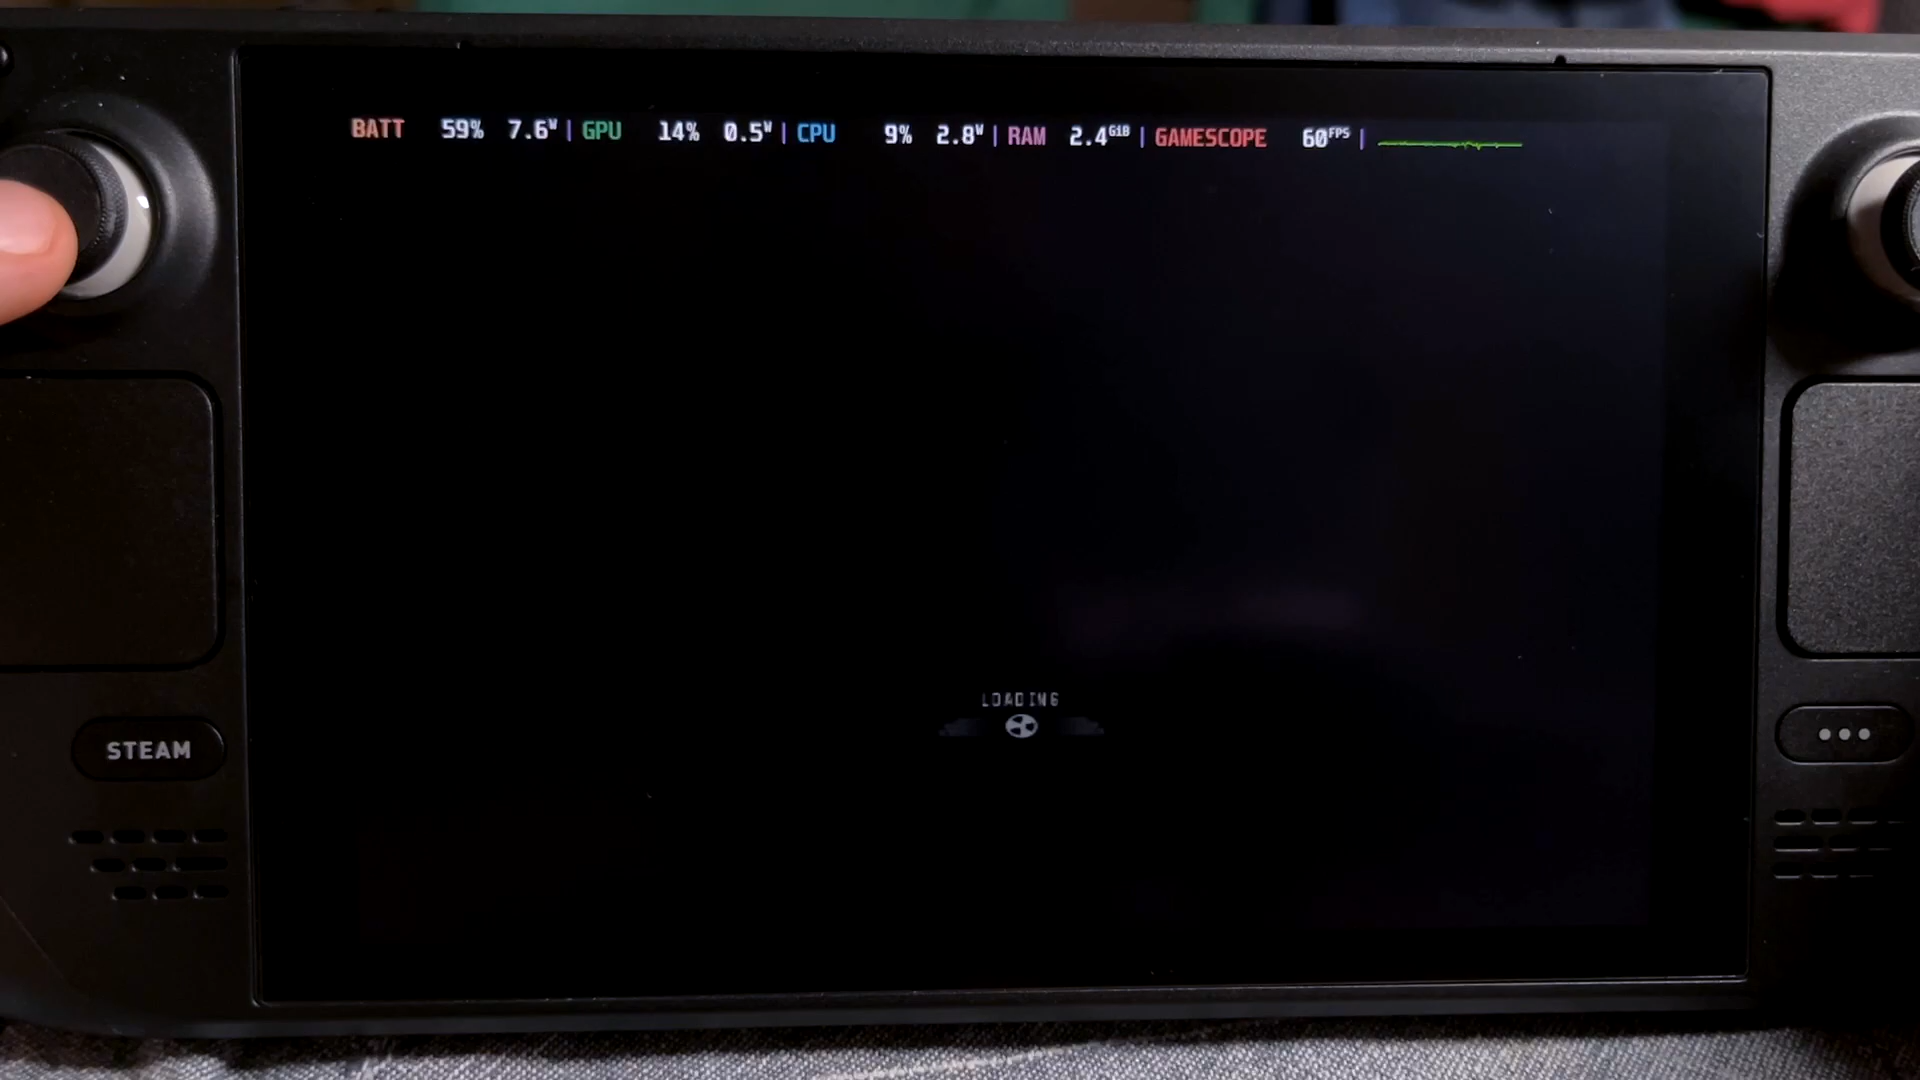 BATT 59% 7.6W | GPU 14% 0.5W | CPU 9% 2.8W | RAM 2.4GiB | GAMESCOPE 60FPS |
LOADING
STEAM